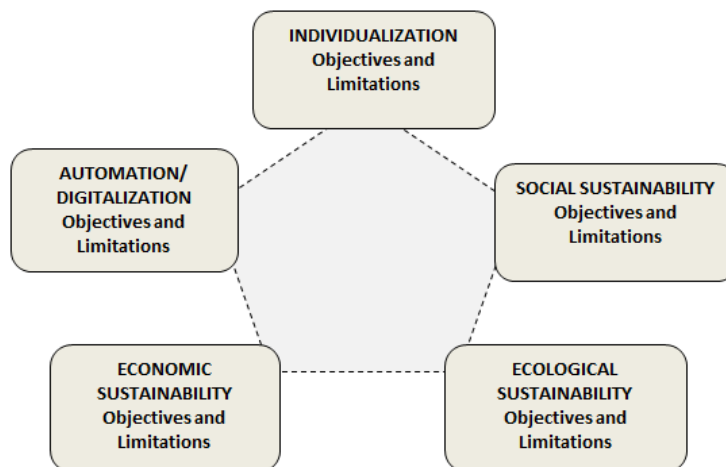 INDIVIDUALIZATION
Objectives and
Limitations
AUTOMATION/
DIGITALIZATION
Objectives and
Limitations
SOCIAL SUSTAINABILITY
Objectives and
Limitations
ECONOMIC
SUSTAINABILITY
Objectives and
Limitations
ECOLOGICAL
SUSTAINABILITY
Objectives and
Limitations